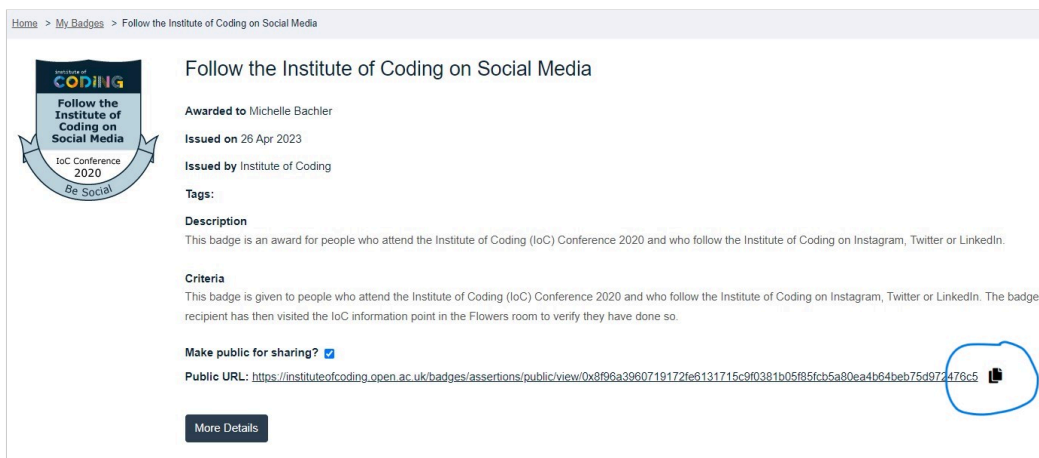 Home > My Badges > Follow the Institute of Coding on Social Media
institute of
CODiNG
Follow the
Institute of
Coding on
Social Media
IoC Conference
2020
Be Social
Follow the Institute of Coding on Social Media
Awarded to Michelle Bachler
Issued on 26 Apr 2023
Issued by Institute of Coding
Tags:
Description
This badge is an award for people who attend the Institute of Coding (IoC) Conference 2020 and who follow the Institute of Coding on Instagram, Twitter or LinkedIn.
Criteria
This badge is given to people who attend the Institute of Coding (IoC) Conference 2020 and who follow the Institute of Coding on Instagram, Twitter or LinkedIn. The badge
recipient has then visited the IoC information point in the Flowers room to verify they have done so.
Make public for sharing?
Public URL: https://instituteofcoding.open.ac.uk/badges/assertions/public/view/0x8f96a3960719172fe6131715c9f0381b05f85fcb5a80ea4b64beb75d972476c5
More Details